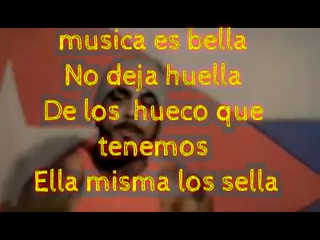 musica es bella
No deja huella
De los hueco que
tenemos
Ella misma los sella